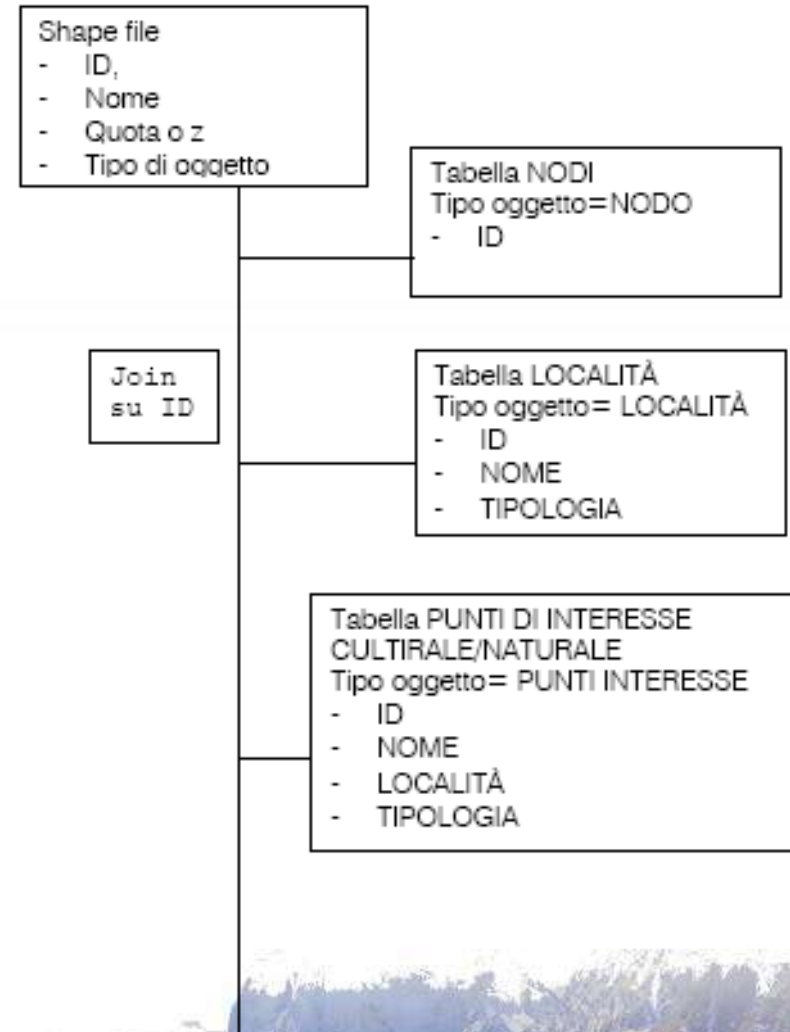 Shape file
- ID,
- Nome
- Quota o z
- Tipo di oggetto
Tabella NODI
Tipo oggetto=NODO
- ID
Join
su ID
Tabella LOCALITÀ
Tipo oggetto= LOCALITÀ
- ID
- NOME
- TIPOLOGIA
Tabella PUNTI DI INTERESSE
CULTIRALE/NATURALE
Tipo oggetto= PUNTI INTERESSE
- ID
- NOME
- LOCALITÀ
- TIPOLOGIA